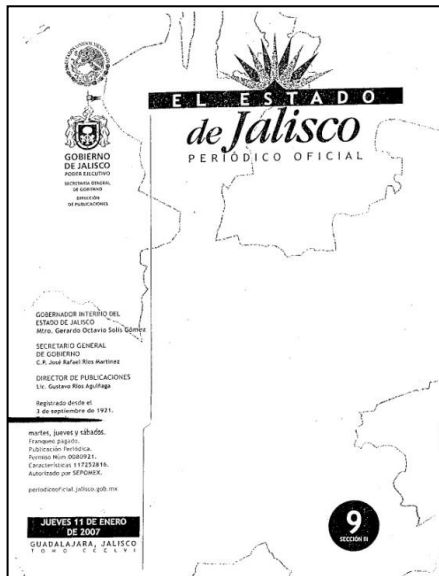 EL ESTADO
de Jalisco
PERIÓDICO OFICIAL
GOBIERNO
DE JALISCO
PODER EJECUTIVO
SECRETARÍA GENERAL
DE GOBIERNO
DIRECCIÓN
DE PUBLICACIONES
GOBERNADOR INTERINO DEL
ESTADO DE JALISCO
Mtro. Gerardo Octavio Solís Gómez
SECRETARIO GENERAL
DE GOBIERNO
C.P. José Rafael Ríos Martínez
DIRECTOR DE PUBLICACIONES
Lic. Gustavo Ríos Aguiñaga
Registrado desde el
3 de septiembre de 1921.
martes, jueves y sábados.
Franqueo pagado.
Publicación Periódica.
Permiso Núm 0080921.
Características 117252816.
Autorizado por SEPOMEX.
periodicoficial.jalisco.gob.mx
JUEVES 11 DE ENERO
DE 2007
GUADALAJARA, JALISCO
TOMO CCCLVI
9
SECCIÓN III